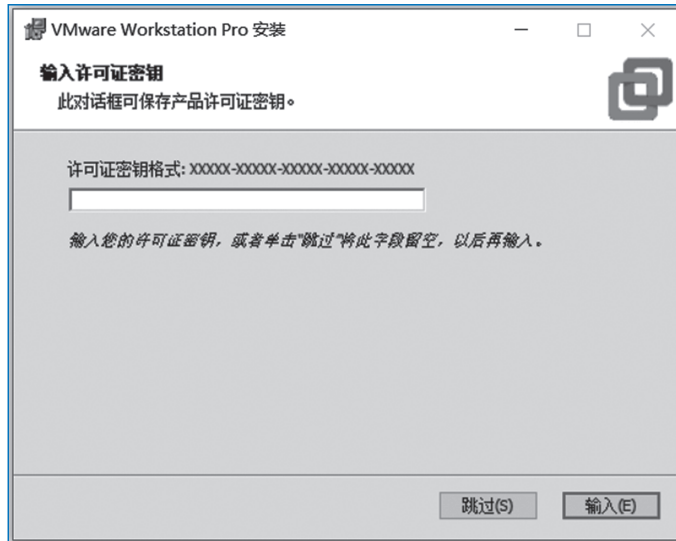 VMware Workstation Pro 安装
输入许可证密钥
此对话框可保存产品许可证密钥。
许可证密钥格式: XXXXX-XXXXX-XXXXX-XXXXX-XXXXX
输入您的许可证密钥，或者单击"跳过"将此字段留空，以后再输入。
跳过(S) 输入(E)